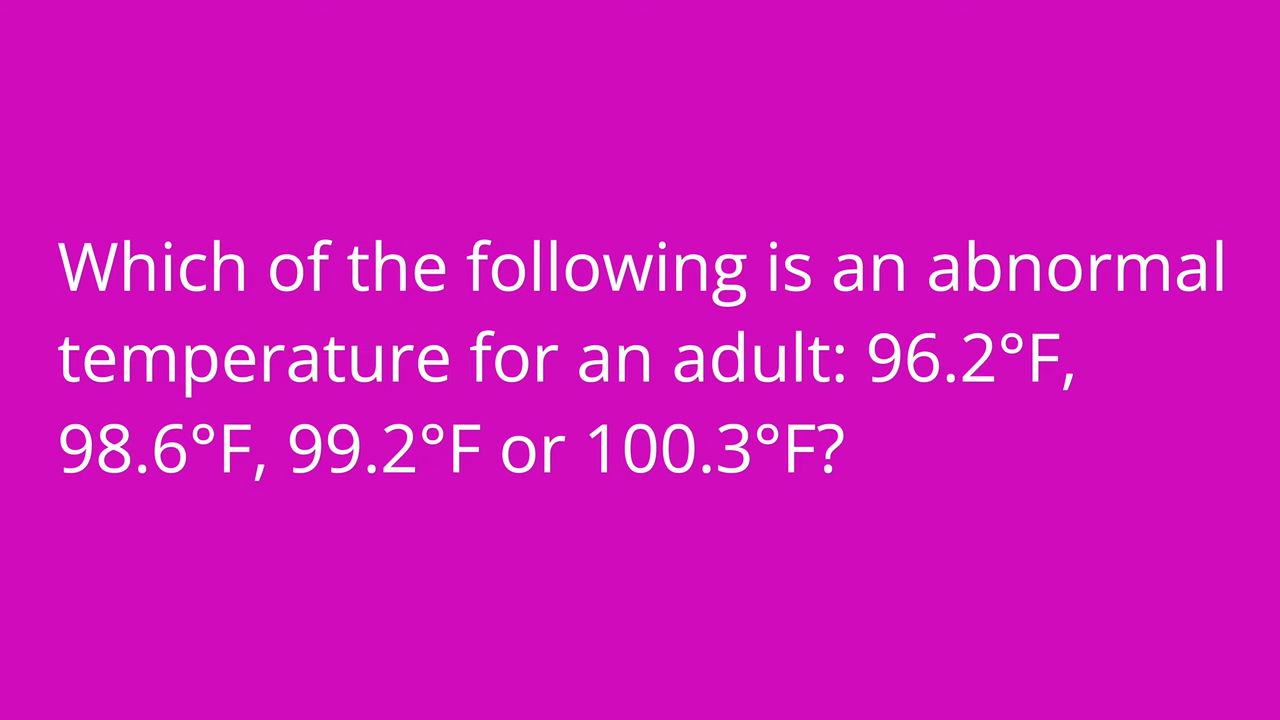 Which of the following is an abnormal
temperature for an adult: 96.2°F,
98.6°F, 99.2°F or 100.3°F?